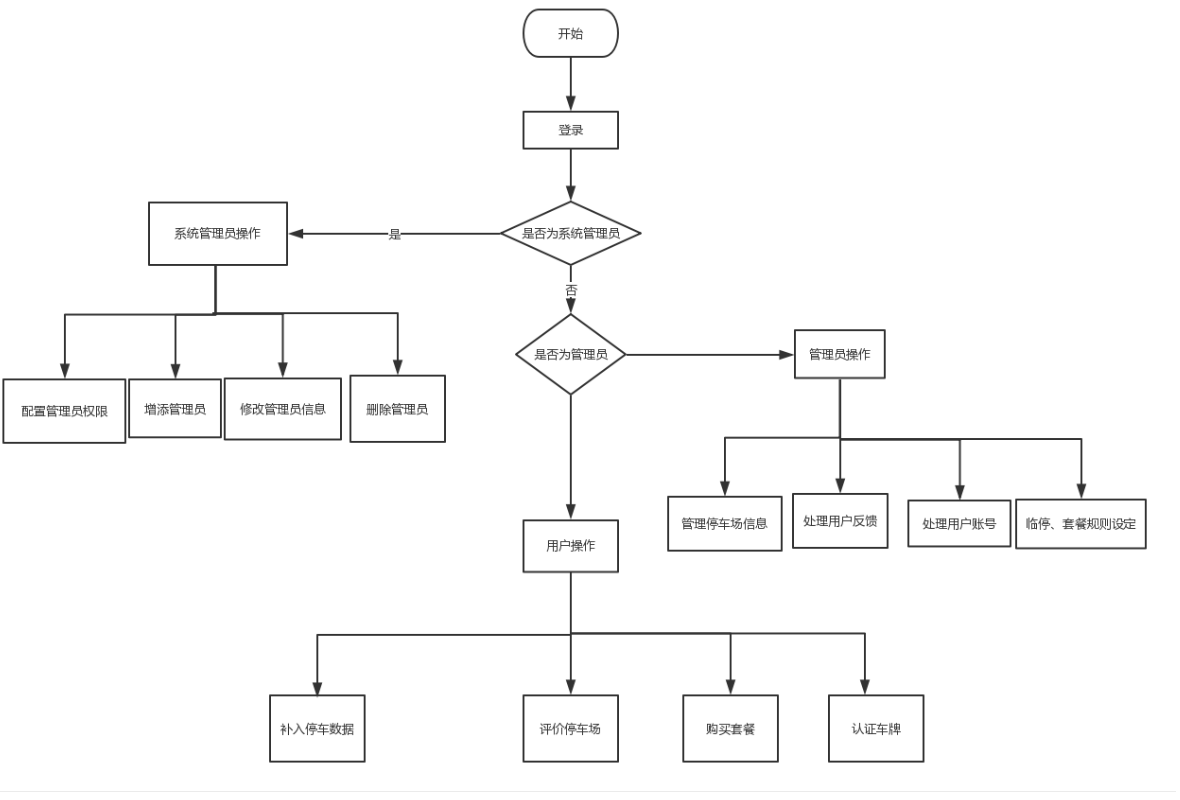 开始
登录
是否为系统管理员
是
系统管理员操作
否
配置管理员权限
增添管理员
修改管理员信息
删除管理员
是否为管理员
管理员操作
管理停车场信息
处理用户反馈
处理用户账号
临停、套餐规则设定
用户操作
补入停车数据
评价停车场
购买套餐
认证车牌